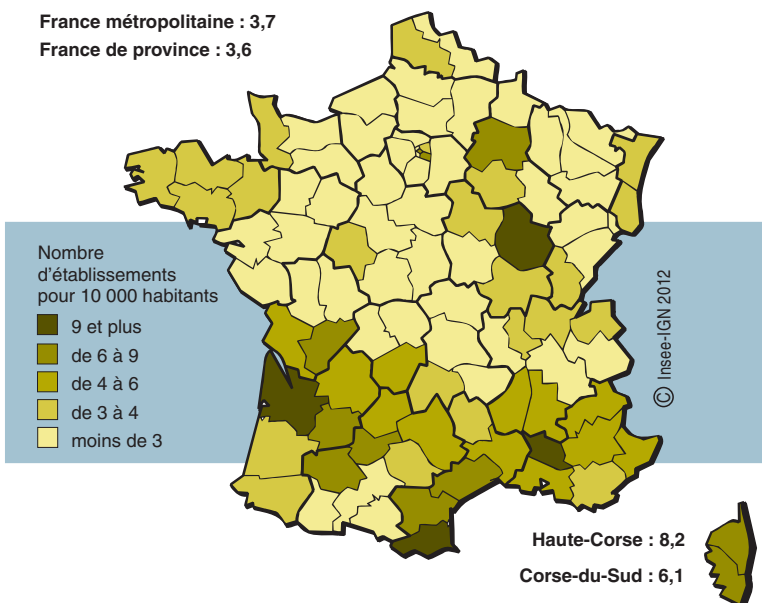 France métropolitaine : 3,7
France de province : 3,6
Nombre
d'établissements
pour 10 000 habitants
9 et plus
de 6 à 9
de 4 à 6
de 3 à 4
moins de 3
© Insee-IGN 2012
Haute-Corse : 8,2
Corse-du-Sud : 6,1